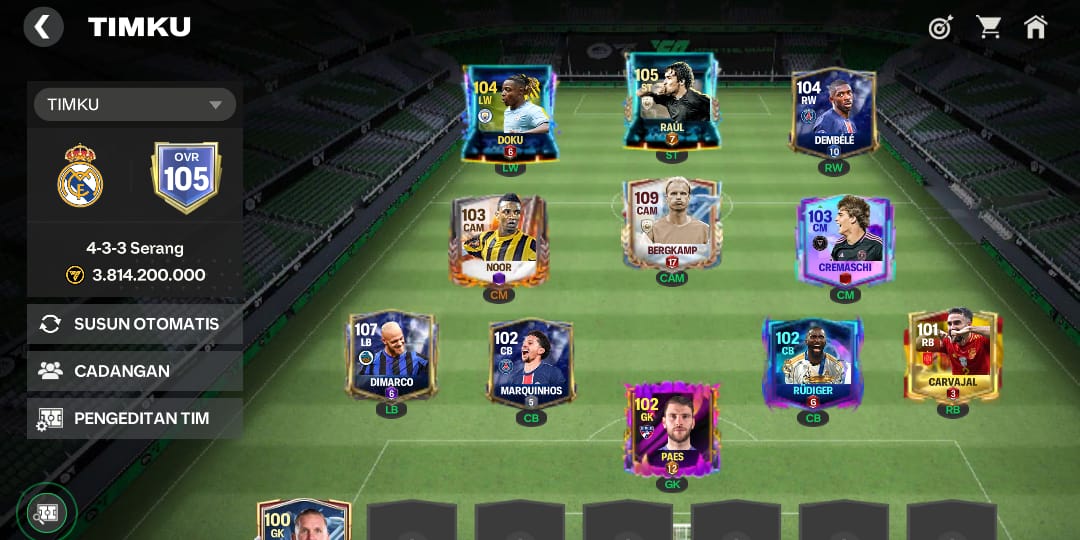 TIMKU
TIMKU
OVR
105
4-3-3 Serang
3.814.200.000
SUSUN OTOMATIS
CADANGAN
PENGEDITAN TIM
104
LW
DOKU
6
LW
105
ST
RAÚL
7
ST
104
RW
DEMBÉLÉ
10
RW
103
CAM
NOOR
CM
109
CAM
BERGKAMP
17
CAM
103
CM
CREMASCHI
CM
107
LB
DIMARCO
6
LB
102
CB
MARQUINHOS
5
CB
102
CB
RÜDIGER
6
CB
101
RB
CARVAJAL
3
RB
102
GK
PAES
12
GK
100
GK